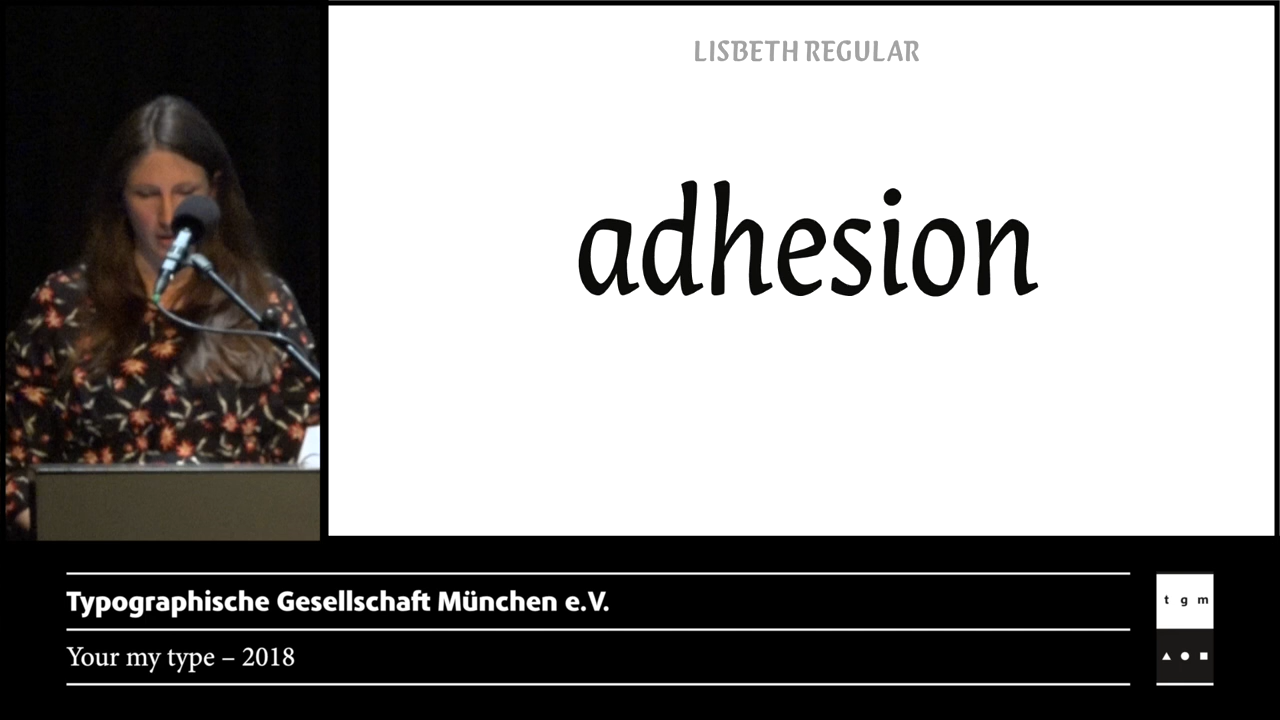 LISBETH REGULAR
adhesion
Typographische Gesellschaft München e.V.
Your my type – 2018
t g m